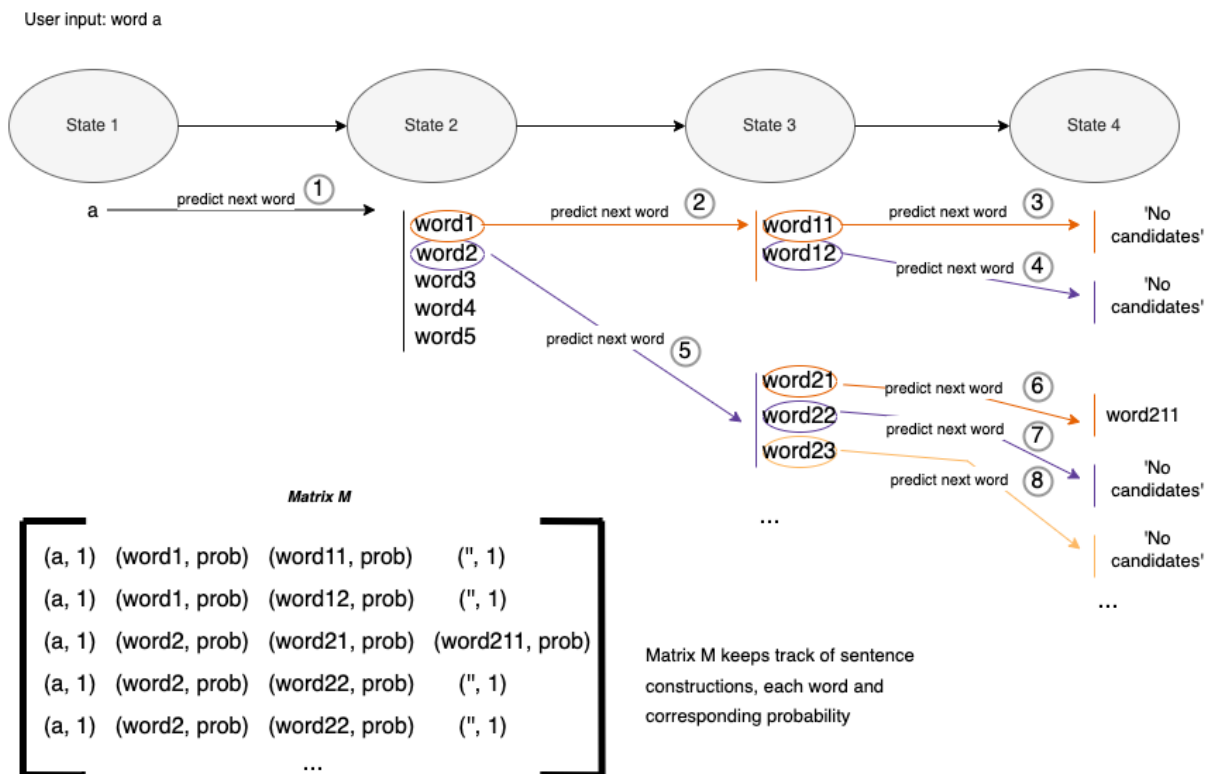 User input: word a
State 1
State 2
State 3
State 4
a
predict next word
1
word1
word2
word3
word4
word5
predict next word
2
word11
word12
predict next word
3
'No
candidates'
predict next word
4
'No
candidates'
predict next word
5
word21
word22
word23
...
predict next word
6
word211
predict next word
7
'No
candidates'
predict next word
8
'No
candidates'
...
Matrix M
(a, 1) (word1, prob) (word11, prob) ('', 1)
(a, 1) (word1, prob) (word12, prob) ('', 1)
(a, 1) (word2, prob) (word21, prob) (word211, prob)
(a, 1) (word2, prob) (word22, prob) ('', 1)
(a, 1) (word2, prob) (word22, prob) ('', 1)
...
Matrix M keeps track of sentence
constructions, each word and
corresponding probability